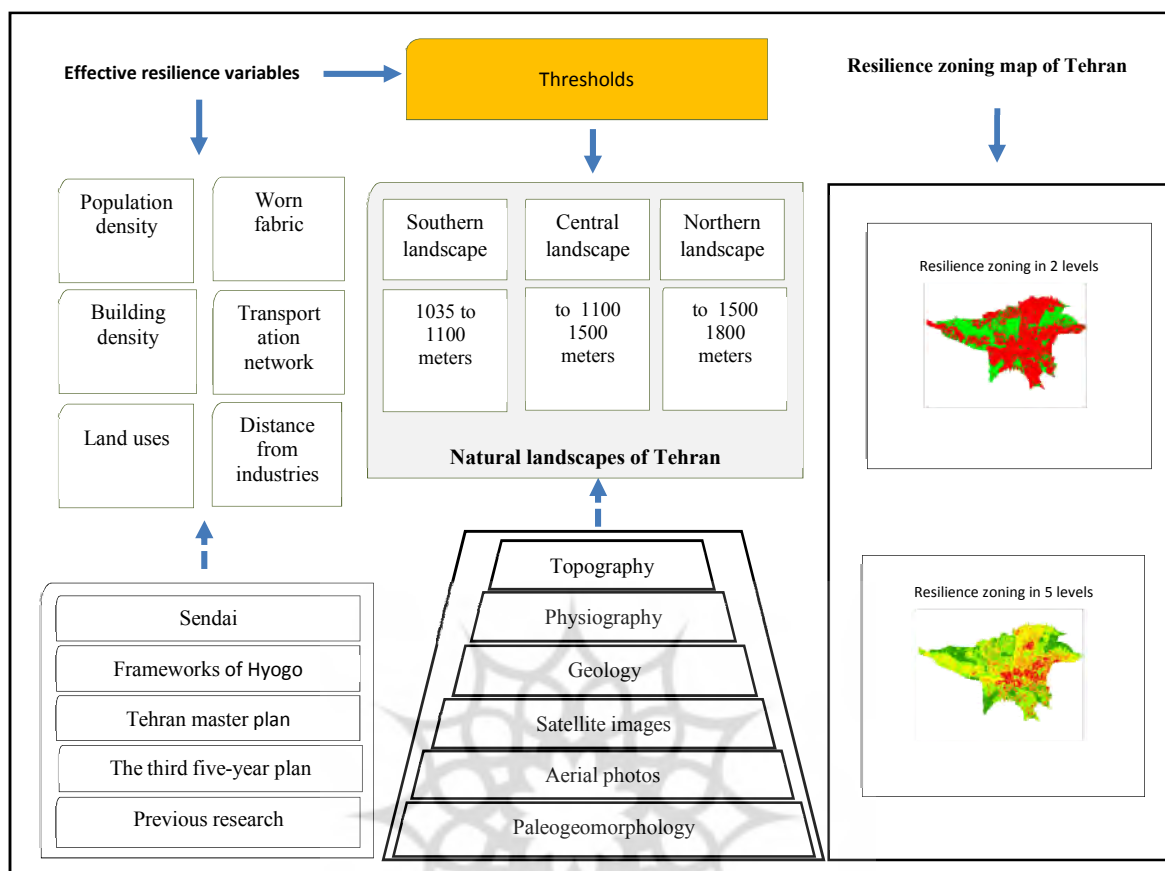 Effective resilience variables
Thresholds
Resilience zoning map of Tehran
Population
density
Worn
fabric
Building
density
Transport
ation
network
Land uses
Distance
from
industries
Southern
landscape
Central
landscape
Northern
landscape
1035 to
1100
meters
to 1100
1500
meters
to 1500
1800
meters
Natural landscapes of Tehran
Sendai
Frameworks of Hyogo
Tehran master plan
The third five-year plan
Previous research
Topography
Physiography
Geology
Satellite images
Aerial photos
Paleogeomorphology
Resilience zoning in 2 levels
Resilience zoning in 5 levels